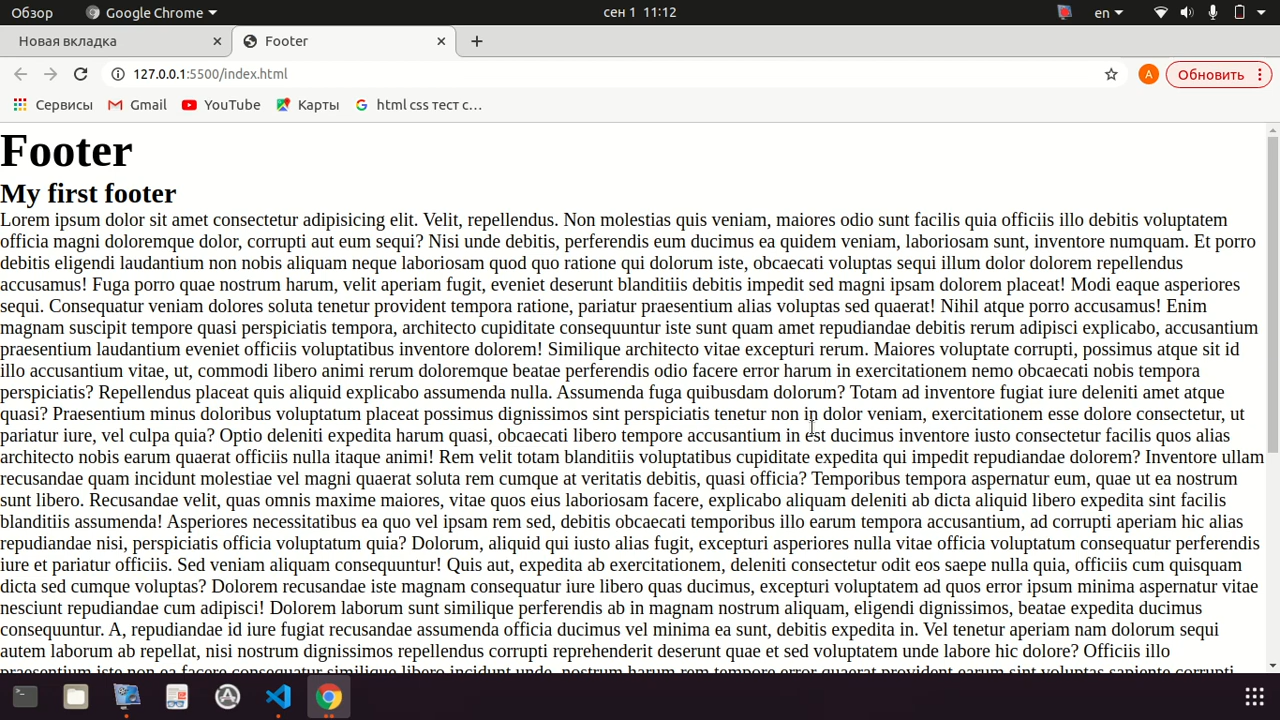 Обзор
Google Chrome
сен 1 11:12
en
Новая вкладка
Footer
127.0.0.1:5500/index.html
A
Обновить
Сервисы
Gmail
YouTube
Карты
html css тест с…
Footer
My first footer
Lorem ipsum dolor sit amet consectetur adipisicing elit. Velit, repellendus. Non molestias quis veniam, maiores odio sunt facilis quia officiis illo debitis voluptatem
officia magni doloremque dolor, corrupti aut eum sequi? Nisi unde debitis, perferendis eum ducimus ea quidem veniam, laboriosam sunt, inventore numquam. Et porro
debitis eligendi laudantium non nobis aliquam neque laboriosam quod quo ratione qui dolorum iste, obcaecati voluptas sequi illum dolor dolorem repellendus
accusamus! Fuga porro quae nostrum harum, velit aperiam fugit, eveniet deserunt blanditiis debitis impedit sed magni ipsam dolorem placeat! Modi eaque asperiores
sequi. Consequatur veniam dolores soluta tenetur provident tempora ratione, pariatur praesentium alias voluptas sed quaerat! Nihil atque porro accusamus! Enim
magnam suscipit tempore quasi perspiciatis tempora, architecto cupiditate consequuntur iste sunt quam amet repudiandae debitis rerum adipisci explicabo, accusantium
praesentium laudantium eveniet officiis voluptatibus inventore dolorem! Similique architecto vitae excepturi rerum. Maiores voluptate corrupti, possimus atque sit id
illo accusantium vitae, ut, commodi libero animi rerum doloremque beatae perferendis odio facere error harum in exercitationem nemo obcaecati nobis tempora
perspiciatis? Repellendus placeat quis aliquid explicabo assumenda nulla. Assumenda fuga quibusdam dolorum? Totam ad inventore fugiat iure deleniti amet atque
quasi? Praesentium minus doloribus voluptatum placeat possimus dignissimos sint perspiciatis tenetur non in dolor veniam, exercitationem esse dolore consectetur, ut
pariatur iure, vel culpa quia? Optio deleniti expedita harum quasi, obcaecati libero tempore accusantium in est ducimus inventore iusto consectetur facilis quos alias
architecto nobis earum quaerat officiis nulla itaque animi! Rem velit totam blanditiis voluptatibus cupiditate expedita qui impedit repudiandae dolorem? Inventore ullam
recusandae quam incidunt molestiae vel magni quaerat soluta rem cumque at veritatis debitis, quasi officia? Temporibus tempora aspernatur eum, quae ut ea nostrum
sunt libero. Recusandae velit, quas omnis maxime maiores, vitae quos eius laboriosam facere, explicabo aliquam deleniti ab dicta aliquid libero expedita sint facilis
blanditiis assumenda! Asperiores necessitatibus ea quo vel ipsam rem sed, debitis obcaecati temporibus illo earum tempora accusantium, ad corrupti aperiam hic alias
repudiandae nisi, perspiciatis officia voluptatum quia? Dolorum, aliquid qui iusto alias fugit, excepturi asperiores nulla vitae officia voluptatum consequatur perferendis
iure et pariatur officiis. Sed veniam aliquam consequuntur! Quis aut, expedita ab exercitationem, deleniti consectetur odit eos saepe nulla quia, officiis cum quisquam
dicta sed cumque voluptas? Dolorem recusandae iste magnam consequatur iure libero quas ducimus, excepturi voluptatem ad quos error ipsum minima aspernatur vitae
nesciunt repudiandae cum adipisci! Dolorem laborum sunt similique perferendis ab in magnam nostrum aliquam, eligendi dignissimos, beatae expedita ducimus
consequuntur. A, repudiandae id iure fugiat recusandae assumenda officia ducimus vel minima ea sunt, debitis expedita in. Vel tenetur aperiam nam dolorum sequi
autem laborum ab repellat, nisi nostrum dignissimos repellendus corrupti reprehenderit deserunt quae et sed voluptatum unde labore hic dolore? Officiis illo
praesentium iste non ea facere consequatur similique libero incidunt unde nostrum harum rem tempore error quaerat provident earum sint voluptas sapiente corrupti